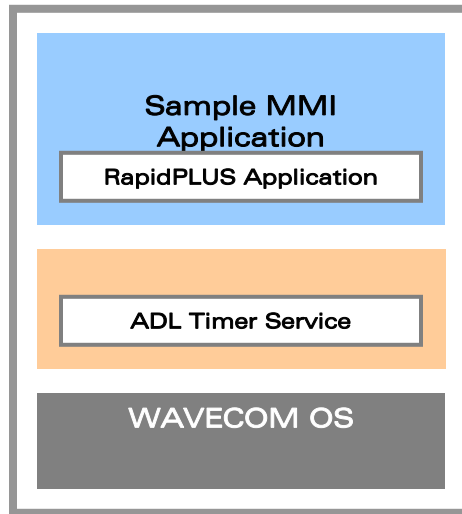 Sample MMI
Application
RapidPLUS Application
ADL Timer Service
WAVECOM OS